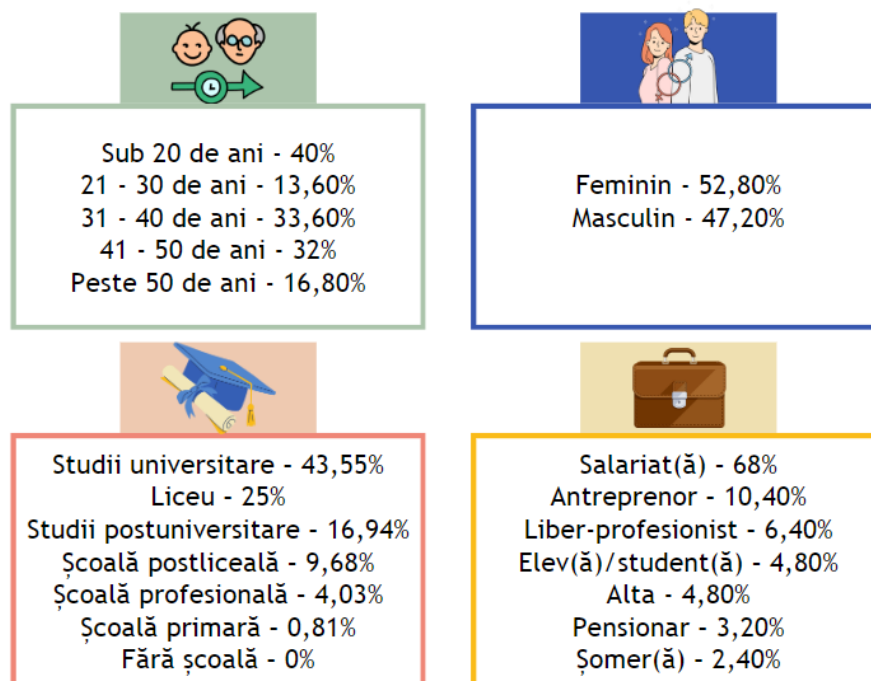 Sub 20 de ani - 40%
21 - 30 de ani - 13,60%
31 - 40 de ani - 33,60%
41 - 50 de ani - 32%
Peste 50 de ani - 16,80%
Feminin - 52,80%
Masculin - 47,20%
Studii universitare - 43,55%
Liceu - 25%
Studii postuniversitare - 16,94%
Școală postliceală - 9,68%
Școală profesională - 4,03%
Școală primară - 0,81%
Fără școală - 0%
Salariat(ă) - 68%
Antreprenor - 10,40%
Liber-profesionist - 6,40%
Elev(ă)/student(ă) - 4,80%
Alta - 4,80%
Pensionar - 3,20%
Șomer(ă) - 2,40%